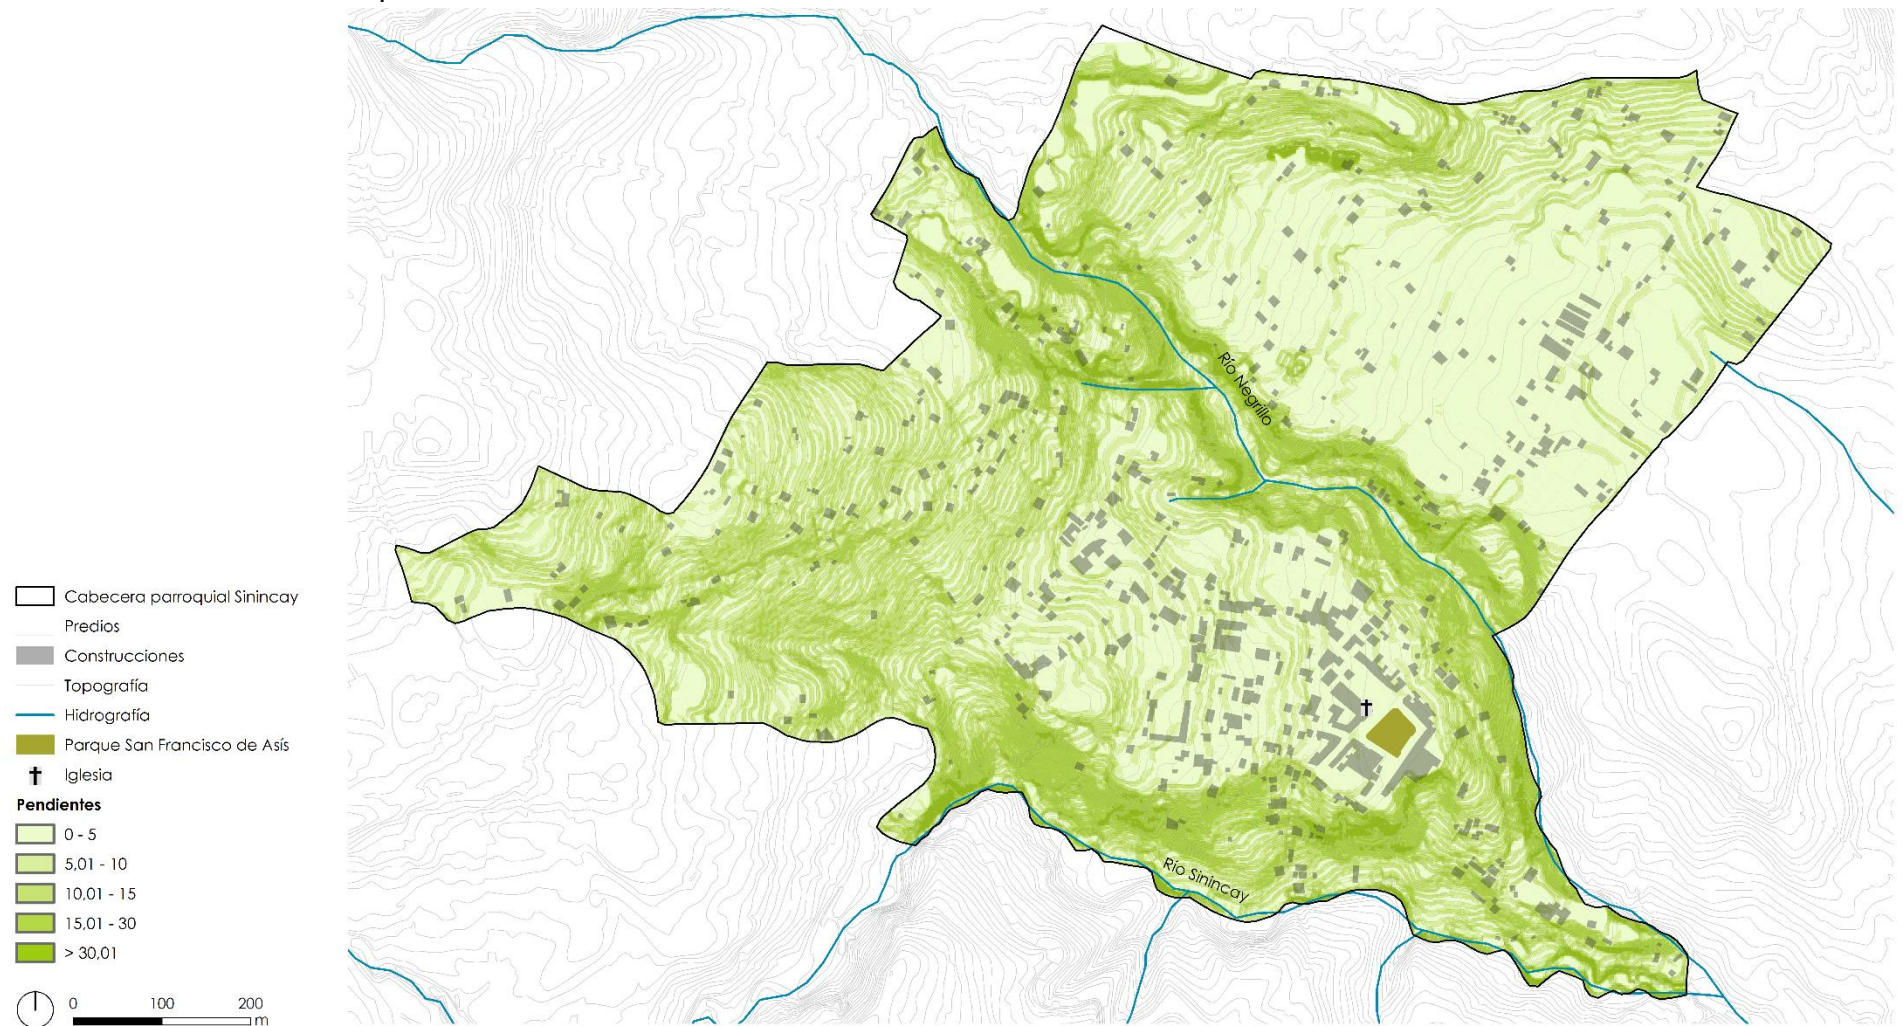 Río Negrillo
Río Sinincay
Cabecera parroquial Sinincay
Predios
Construcciones
Topografía
Hidrografía
Parque San Francisco de Asís
Iglesia
Pendientes
0 - 5
5,01 - 10
10,01 - 15
15,01 - 30
> 30,01
0 100 200
m